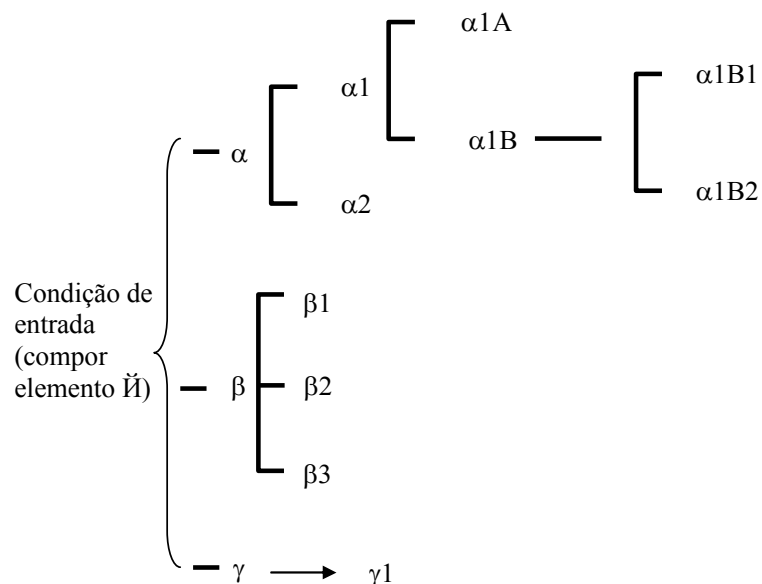 α1A
α1
α1B1
α1B
α
α1B2
α2
Condição de
entrada
(compor
elemento Й)
β1
β
β2
β3
γ
γ1